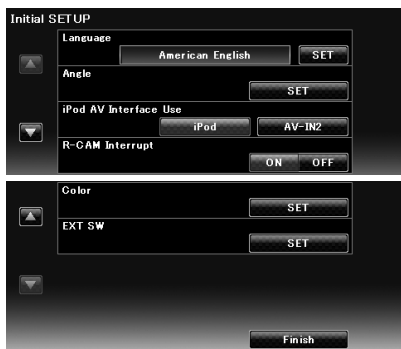 Initial SETUP
Language
American English SET
Angle
SET
iPod AV Interface Use
iPod AV-IN2
R-CAM Interrupt
ON OFF
Color
SET
EXT SW
SET
Finish